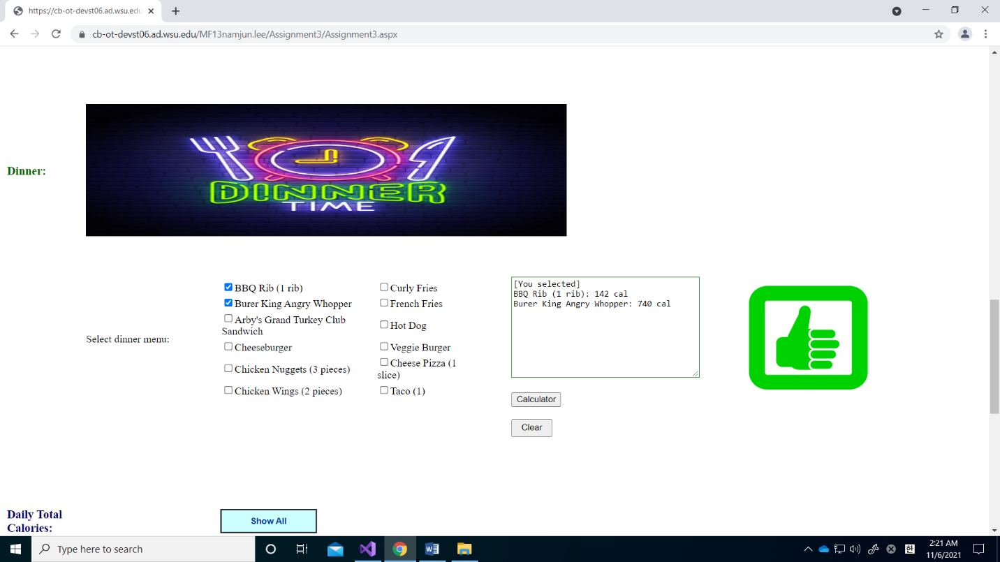 https://cb-ot-devst06.ad.wsu.edu
cb-ot-devst06.ad.wsu.edu/MF13namjun.lee/Assignment3/Assignment3.aspx
Dinner:
DINNER
TIME
Select dinner menu:
BBQ Rib (1 rib)
Burer King Angry Whopper
Arby's Grand Turkey Club
Sandwich
Cheeseburger
Chicken Nuggets (3 pieces)
Chicken Wings (2 pieces)
Curly Fries
French Fries
Hot Dog
Veggie Burger
Cheese Pizza (1
slice)
Taco (1)
[You selected]
BBQ Rib (1 rib): 142 cal
Burer King Angry Whopper: 740 cal
Calculator
Clear
Daily Total
Calories:
Show All
Type here to search
한
2:21 AM
11/6/2021